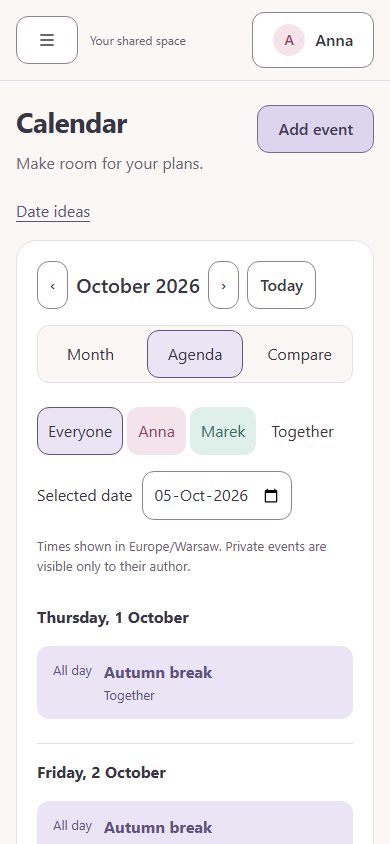 Your shared space
A Anna
Calendar
Add event
Make room for your plans.
Date ideas
‹ October 2026 › Today
Month Agenda Compare
Everyone Anna Marek Together
Selected date 05-Oct-2026
Times shown in Europe/Warsaw. Private events are
visible only to their author.
Thursday, 1 October
All day Autumn break
Together
Friday, 2 October
All day Autumn break